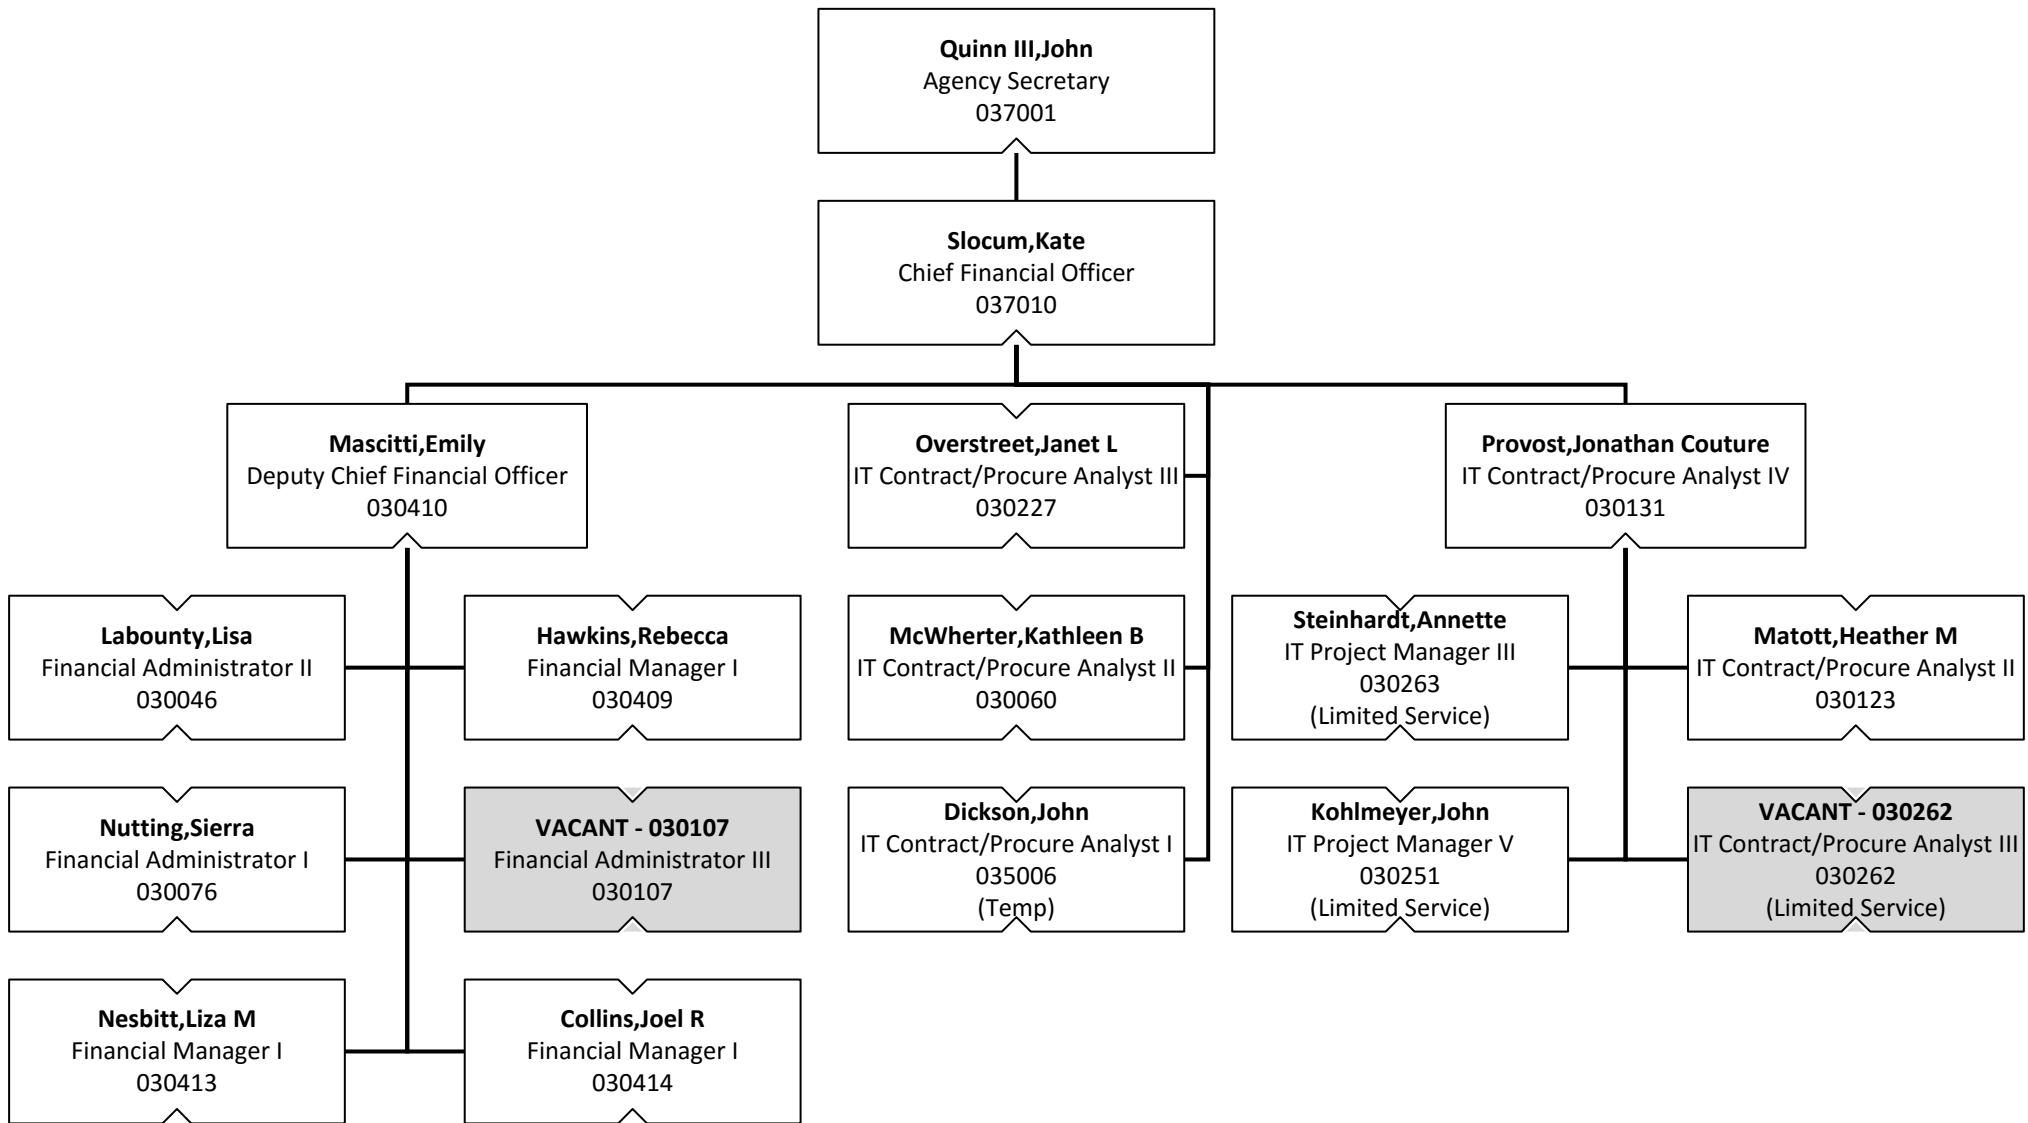 Quinn III,John
Agency Secretary
037001
Slocum,Kate
Chief Financial Officer
037010
Mascitti,Emily
Deputy Chief Financial Officer
030410
Overstreet,Janet L
IT Contract/Procure Analyst III
030227
Provost,Jonathan Couture
IT Contract/Procure Analyst IV
030131
Labounty,Lisa
Financial Administrator II
030046
Hawkins,Rebecca
Financial Manager I
030409
McWherter,Kathleen B
IT Contract/Procure Analyst II
030060
Steinhardt,Annette
IT Project Manager III
030263
(Limited Service)
Matott,Heather M
IT Contract/Procure Analyst II
030123
Nutting,Sierra
Financial Administrator I
030076
VACANT - 030107
Financial Administrator III
030107
Dickson,John
IT Contract/Procure Analyst I
035006
(Temp)
Kohlmeyer,John
IT Project Manager V
030251
(Limited Service)
VACANT - 030262
IT Contract/Procure Analyst III
030262
(Limited Service)
Nesbitt,Liza M
Financial Manager I
030413
Collins,Joel R
Financial Manager I
030414